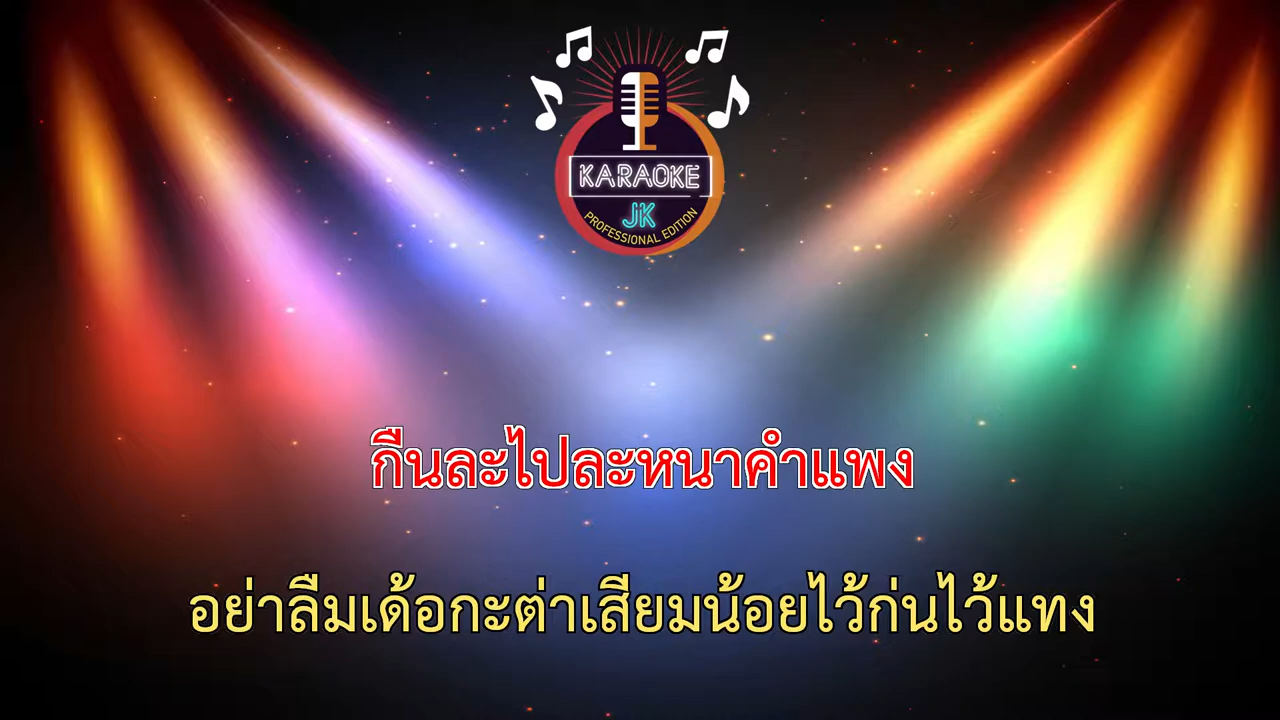 KARAOKE
JK
PROFESSIONAL EDITION
กืนละไปละหนาคำแพง
อย่าลืมเด้อกะต่าเสียมน้อยไว้ก่นไว้แทง